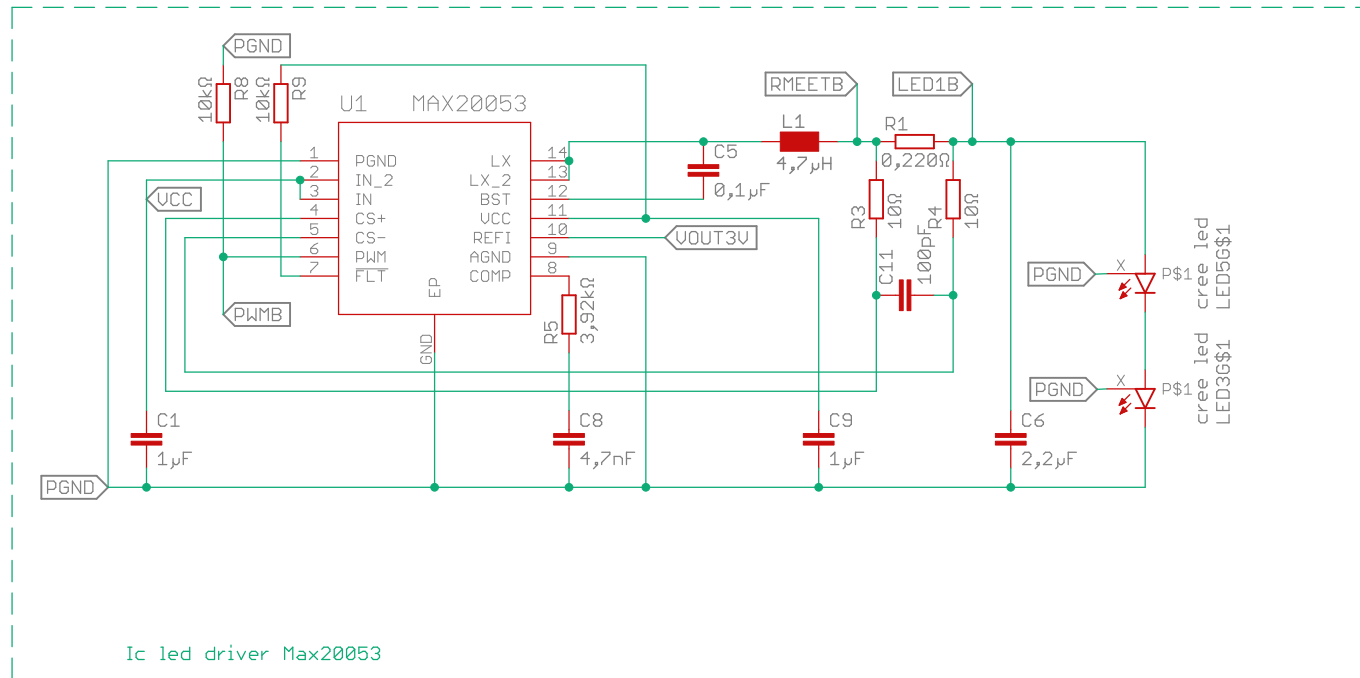 PGND
10kΩ
R8
10kΩ
R9
U1
MAX20053
1
PGND
2
IN_2
3
IN
4
CS+
5
CS-
6
PWM
7
FLT
14
LX
13
LX_2
12
BST
11
VCC
10
REFI
9
AGND
8
COMP
EP
GND
VCC
PWMB
RMEETB
LED1B
L1
4,7µH
C5
0,1µF
R1
0,220Ω
R3
10Ω
R4
10Ω
C11
100pF
VOUT3V
R5
3,92kΩ
PGND
X
P$1
cree led
LED5G$1
PGND
X
P$1
cree led
LED3G$1
C1
1µF
C8
4,7nF
C9
1µF
C6
2,2µF
PGND
Ic led driver Max20053